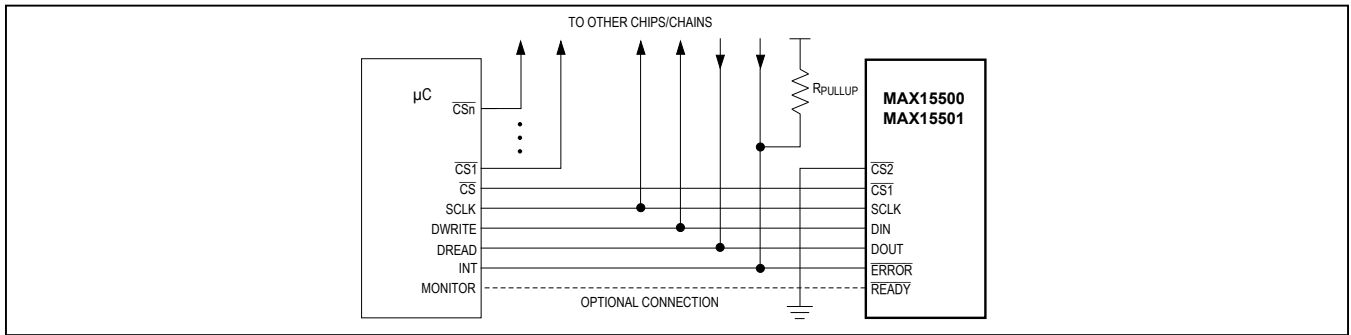 TO OTHER CHIPS/CHAINS
µC
CSn
CS1
CS
SCLK
DWRITE
DREAD
INT
MONITOR
RPULLUP
MAX15500
MAX15501
CS2
CS1
SCLK
DIN
DOUT
ERROR
READY
OPTIONAL CONNECTION